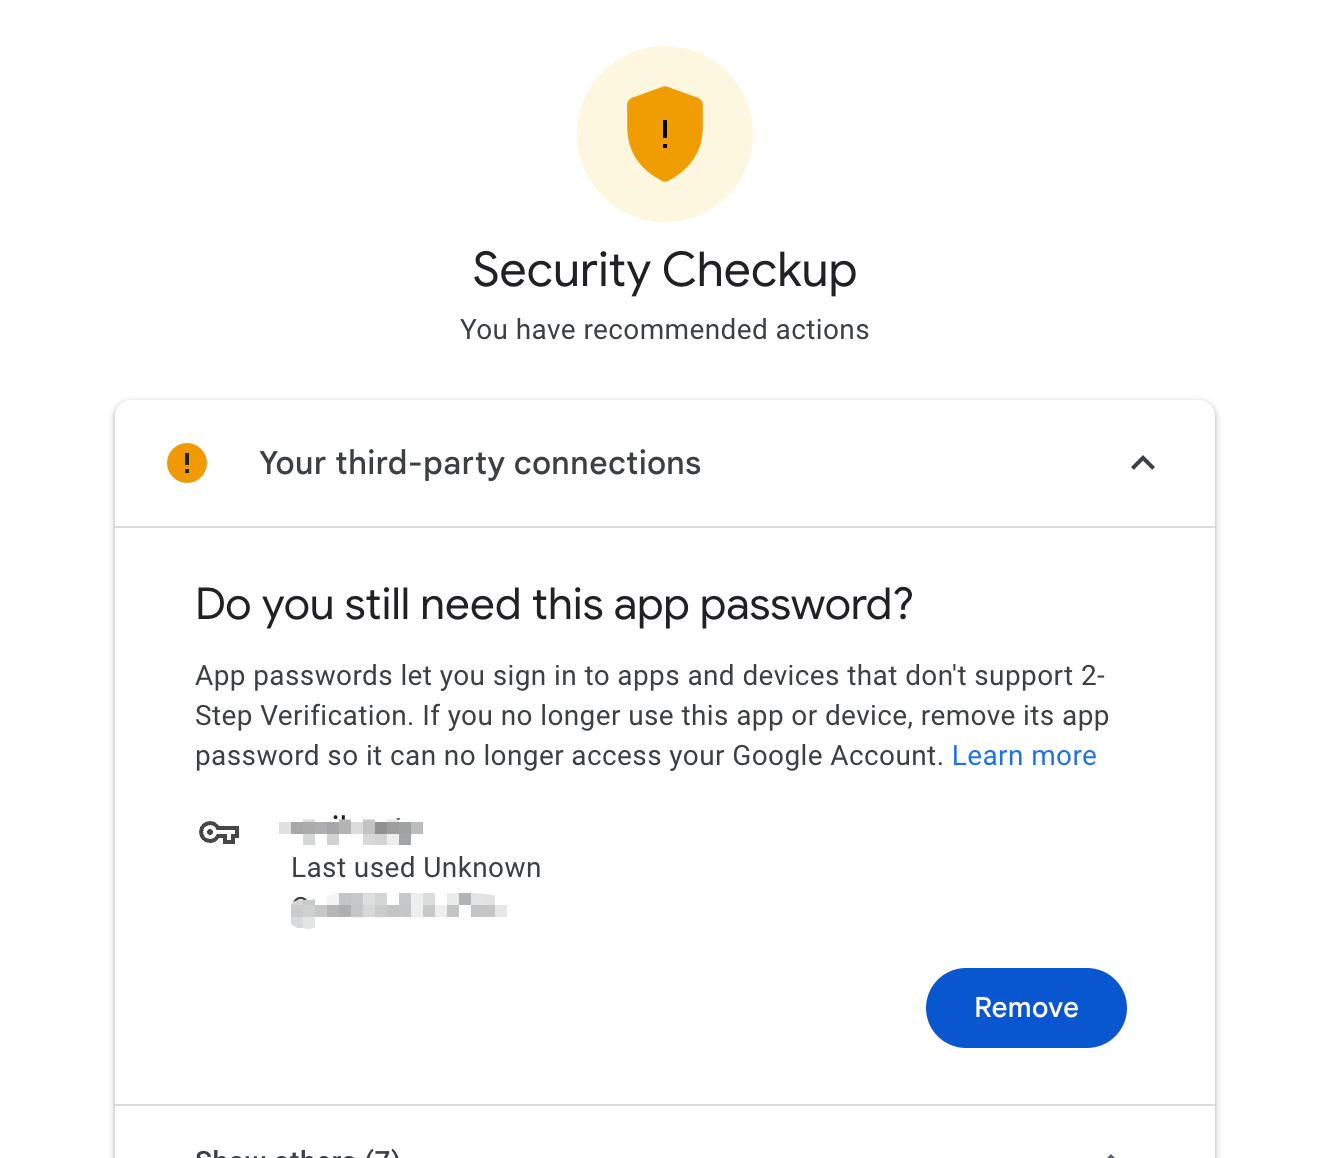 Security Checkup
You have recommended actions
Your third-party connections
Do you still need this app password?
App passwords let you sign in to apps and devices that don't support 2-
Step Verification. If you no longer use this app or device, remove its app
password so it can no longer access your Google Account. Learn more
Last used Unknown
Remove
Show others (7)